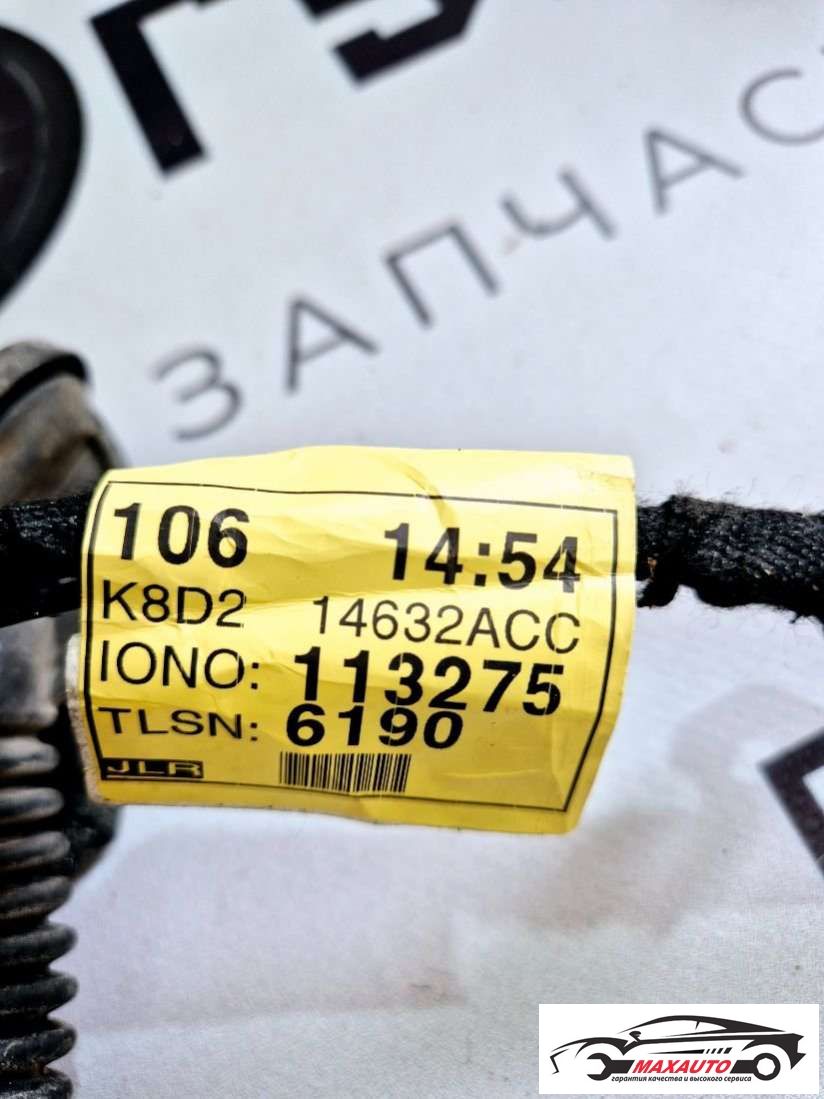 ЗАПЧАС
106 14:54
K8D2 14632ACC
IONO: 113275
TLSN: 6190
JLR
MAXAUTO
гарантия качества и высокого сервиса